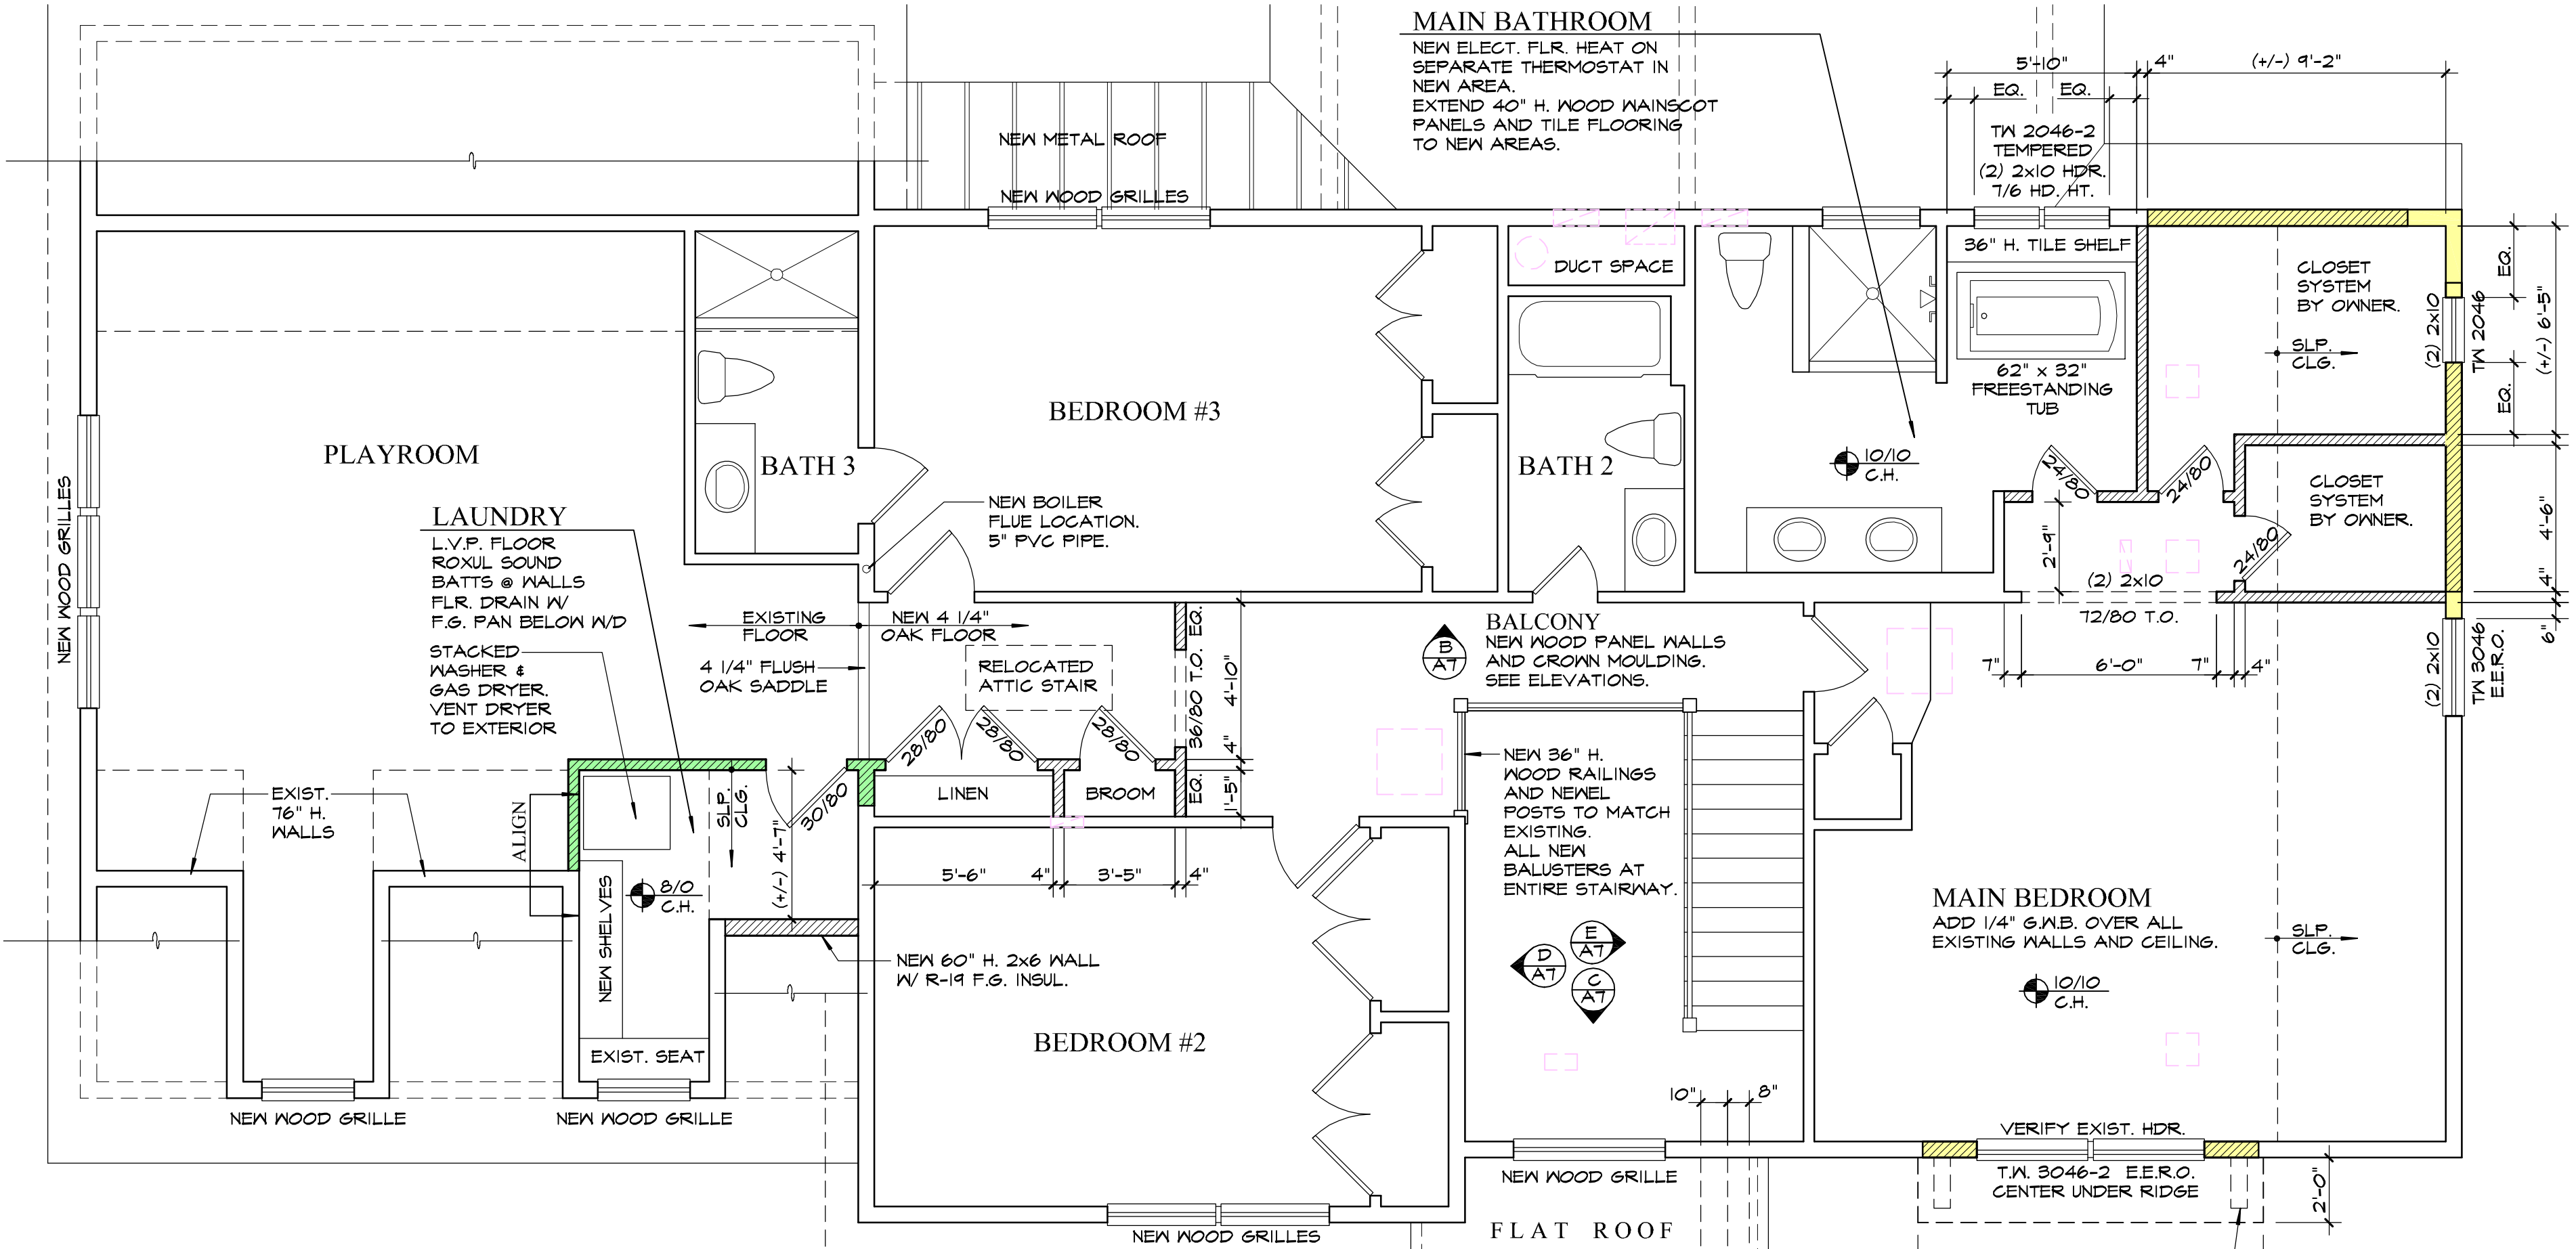 MAIN BATHROOM
NEW ELECT. FLR. HEAT ON
SEPARATE THERMOSTAT IN
NEW AREA.
EXTEND 40" H. WOOD WAINSCOT
PANELS AND TILE FLOORING
TO NEW AREAS.
5'-10"
4"
(+/-) 9'-2"
EQ.
EQ.
TW 2046-2
TEMPERED
(2) 2x10 HDR.
7/6 HD. HT.
NEW METAL ROOF
NEW WOOD GRILLES
36" H. TILE SHELF
DUCT SPACE
CLOSET
SYSTEM
BY OWNER.
SLP.
CLG.
EQ.
(2) 2x10
TW 2046
(+/-) 6'-5"
EQ.
62" x 32"
FREESTANDING
TUB
BEDROOM #3
PLAYROOM
BATH 3
BATH 2
10/10
C.H.
24/80
24/80
CLOSET
SYSTEM
BY OWNER.
4'-6"
NEW WOOD GRILLES
LAUNDRY
L.V.P. FLOOR
ROXUL SOUND
BATTS @ WALLS
FLR. DRAIN W/
F.G. PAN BELOW W/D
STACKED
WASHER &
GAS DRYER.
VENT DRYER
TO EXTERIOR
NEW BOILER
FLUE LOCATION.
5" PVC PIPE.
2'-9"
24/80
(2) 2x10
72/80 T.O.
4"
6"
EXISTING
FLOOR
NEW 4 1/4"
OAK FLOOR
4 1/4" FLUSH
OAK SADDLE
RELOCATED
ATTIC STAIR
EQ.
36/80 T.O.
EQ.
4'-10"
4"
1'-5"
BALCONY
NEW WOOD PANEL WALLS
AND CROWN MOULDING.
SEE ELEVATIONS.
B
A7
7"
6'-0"
7"
4"
(2) 2x10
TW 3046
E.E.R.O.
28/80
28/80
28/80
LINEN
BROOM
5'-6"
4"
3'-5"
4"
NEW 36" H.
WOOD RAILINGS
AND NEWEL
POSTS TO MATCH
EXISTING.
ALL NEW
BALUSTERS AT
ENTIRE STAIRWAY.
EXIST.
76" H.
WALLS
ALIGN
SLP.
CLG.
30/80
(+/-) 4'-7"
NEW SHELVES
8/0
C.H.
EXIST. SEAT
NEW 60" H. 2x6 WALL
W/ R-19 F.G. INSUL.
MAIN BEDROOM
ADD 1/4" G.W.B. OVER ALL
EXISTING WALLS AND CEILING.
SLP.
CLG.
10/10
C.H.
E
A7
D
A7
C
A7
BEDROOM #2
10"
8"
NEW WOOD GRILLE
NEW WOOD GRILLE
VERIFY EXIST. HDR.
NEW WOOD GRILLE
T.W. 3046-2 E.E.R.O.
CENTER UNDER RIDGE
2'-0"
NEW WOOD GRILLES
FLAT ROOF